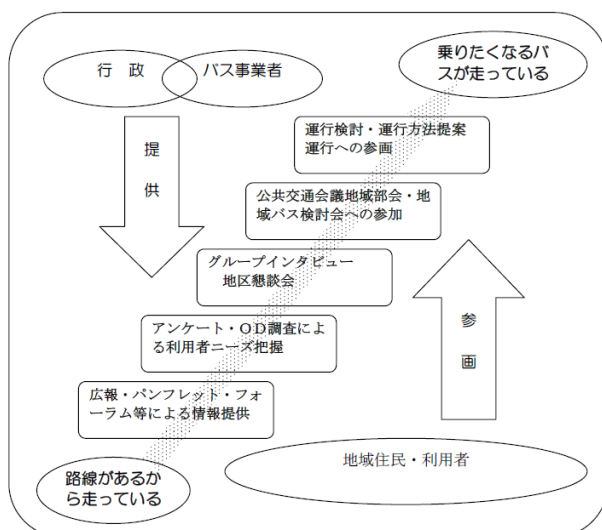 行　政
バス事業者
乗りたくなるバ
スが走っている
提
供
運行検討・運行方法提案
運行への参画
公共交通会議地域部会・地
域バス検討会への参加
グループインタビュー
地区懇談会
アンケート・OD調査によ
る利用者ニーズ把握
広報・パンフレット・フォ
ーラム等による情報提供
参
画
路線があるか
ら走っている
地域住民・利用者